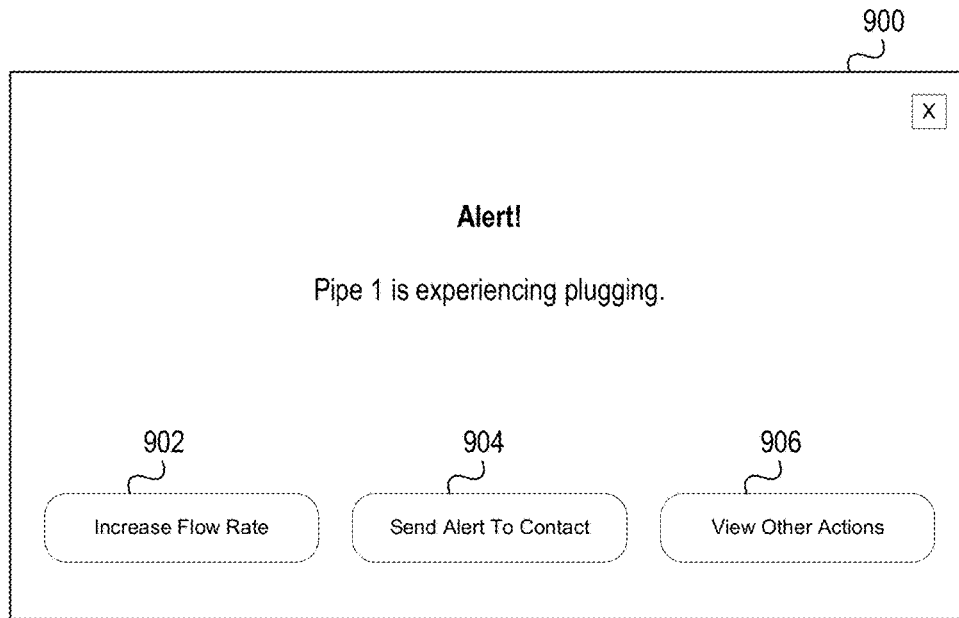 900
X
Alert!
Pipe 1 is experiencing plugging.
902 904 906
Increase Flow Rate Send Alert To Contact View Other Actions